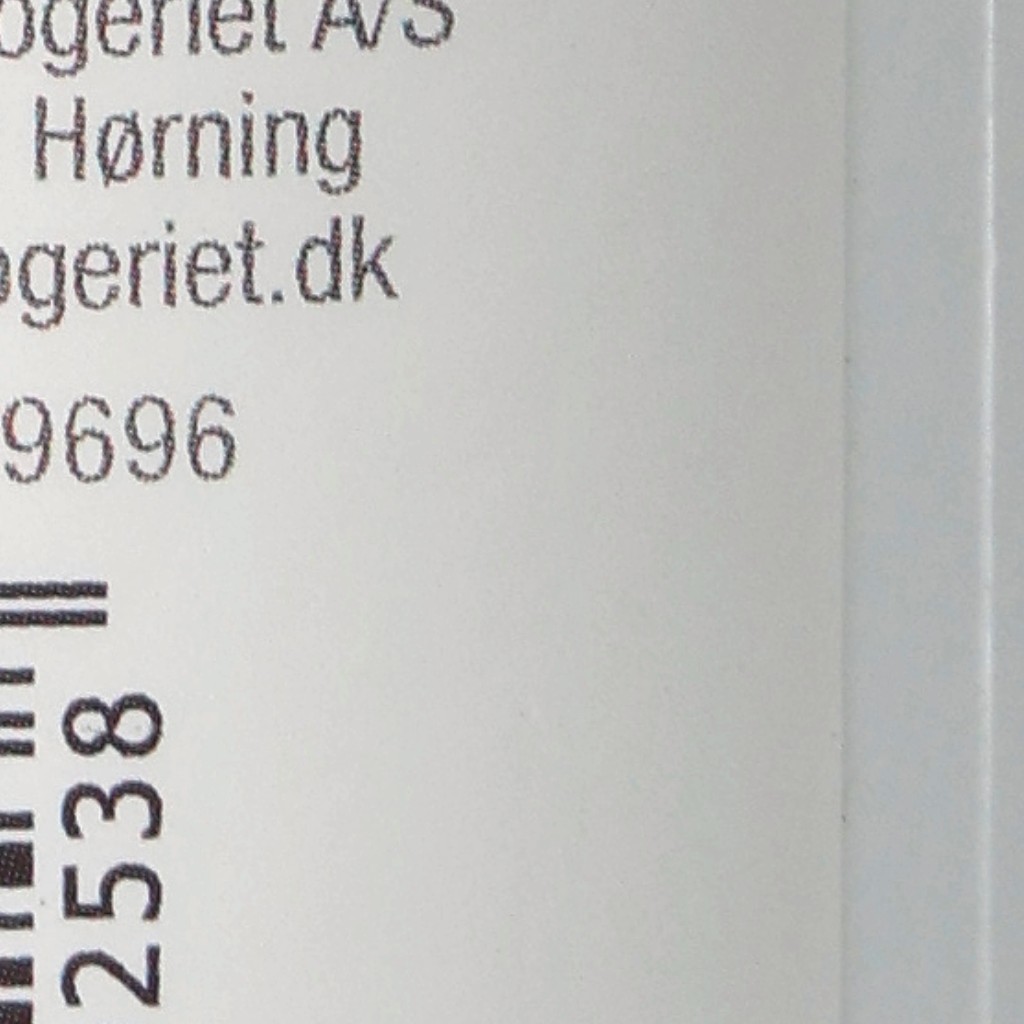 ogeriet A/S
Hørning
ogeriet.dk
9696
2538